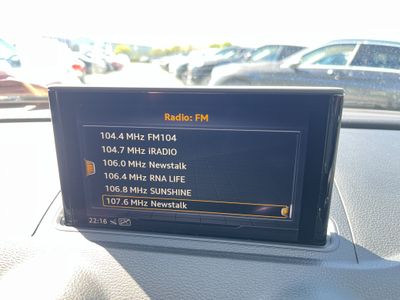 Radio: FM
104.4 MHz FM104
104.7 MHz iRADIO
106.0 MHz Newstalk
106.4 MHz RNA LIFE
106.8 MHz SUNSHINE
107.6 MHz Newstalk
22:16